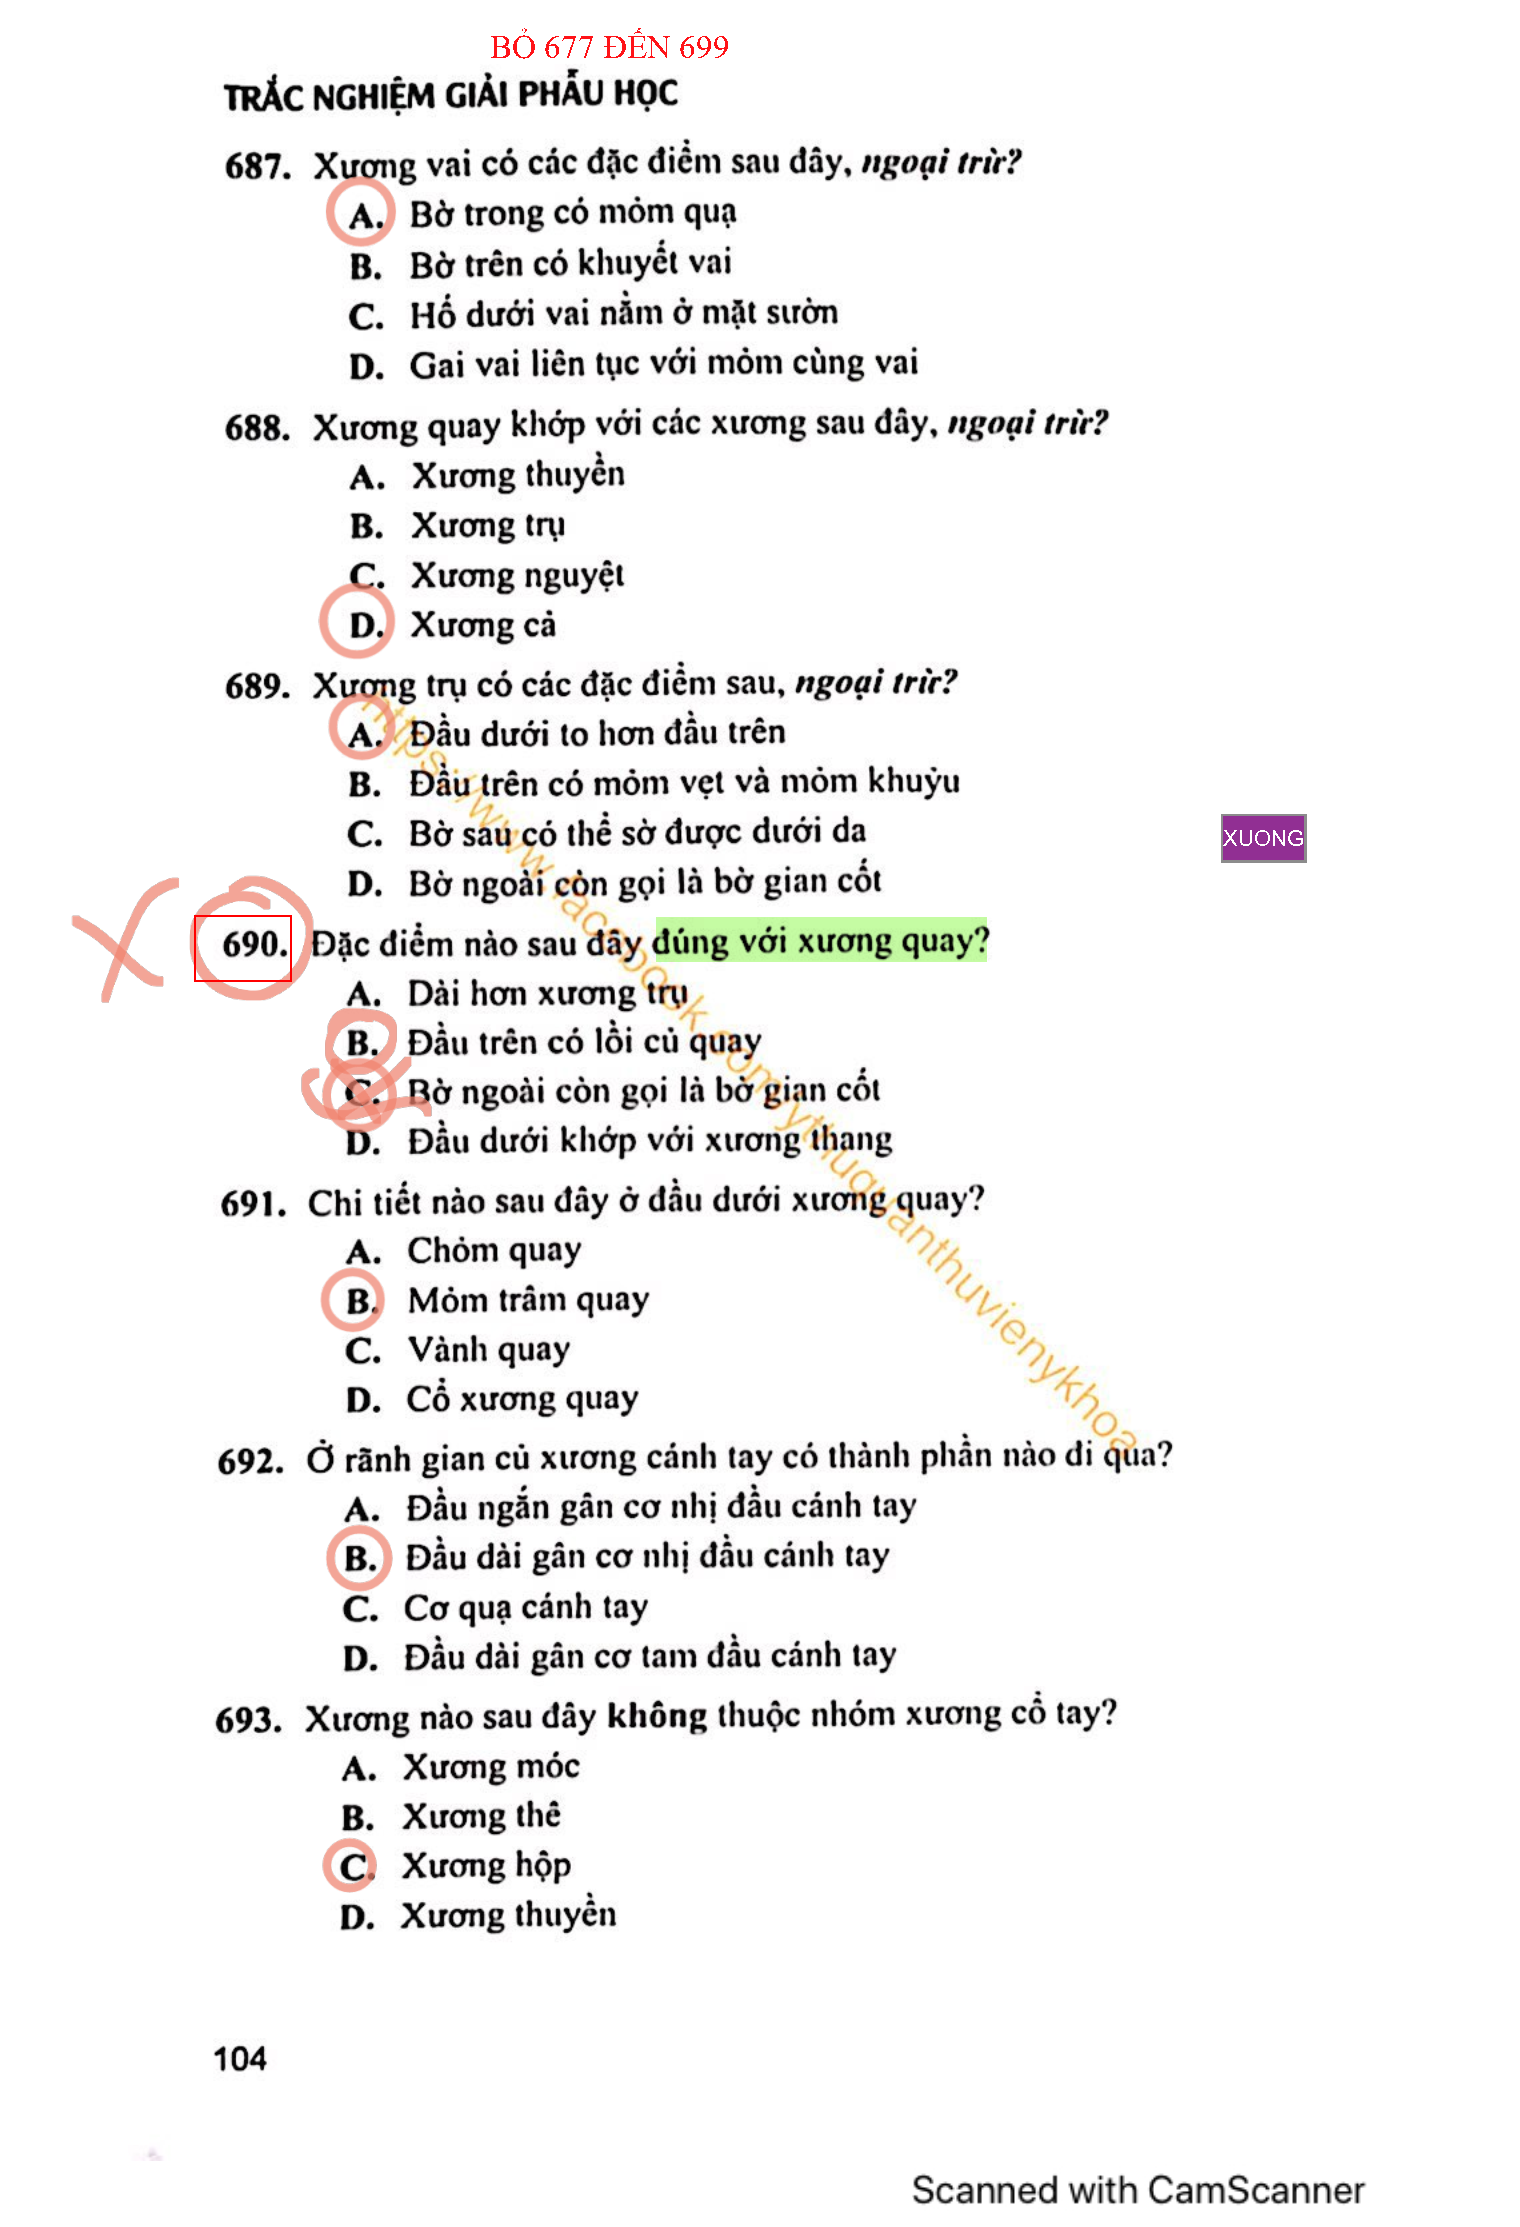 BỎ 677 ĐẾN 699
TRẮC NGHIỆM GIẢI PHẪU HỌC
687. Xương vai có các đặc điểm sau đây, ngoại trừ?
A. Bờ trong có mỏm quạ
B. Bờ trên có khuyết vai
C. Hố dưới vai nằm ở mặt sườn
D. Gai vai liên tục với mỏm cùng vai
688. Xương quay khớp với các xương sau đây, ngoại trừ?
A. Xương thuyền
B. Xương trụ
C. Xương nguyệt
D. Xương cả
689. Xương trụ có các đặc điểm sau, ngoại trừ?
A. Đầu dưới to hơn đầu trên
B. Đầu trên có mỏm vẹt và mỏm khuỷu
C. Bờ sau có thể sờ được dưới da
XUONG
D. Bờ ngoài còn gọi là bờ gian cốt
X
690. Đặc điểm nào sau đây đúng với xương quay?
A. Dài hơn xương trụ
B. Đầu trên có lồi củ quay
C. Bờ ngoài còn gọi là bờ gian cốt
D. Đầu dưới khớp với xương thang
691. Chi tiết nào sau đây ở đầu dưới xương quay?
A. Chỏm quay
B. Mỏm trâm quay
C. Vành quay
D. Cổ xương quay
692. Ở rãnh gian củ xương cánh tay có thành phần nào đi qua?
A. Đầu ngắn gân cơ nhị đầu cánh tay
B. Đầu dài gân cơ nhị đầu cánh tay
C. Cơ quạ cánh tay
D. Đầu dài gân cơ tam đầu cánh tay
693. Xương nào sau đây không thuộc nhóm xương cổ tay?
A. Xương móc
B. Xương thê
C. Xương hộp
D. Xương thuyền
https://www.facebook.com/ythuquanthuvienykhoa
104
Scanned with CamScanner